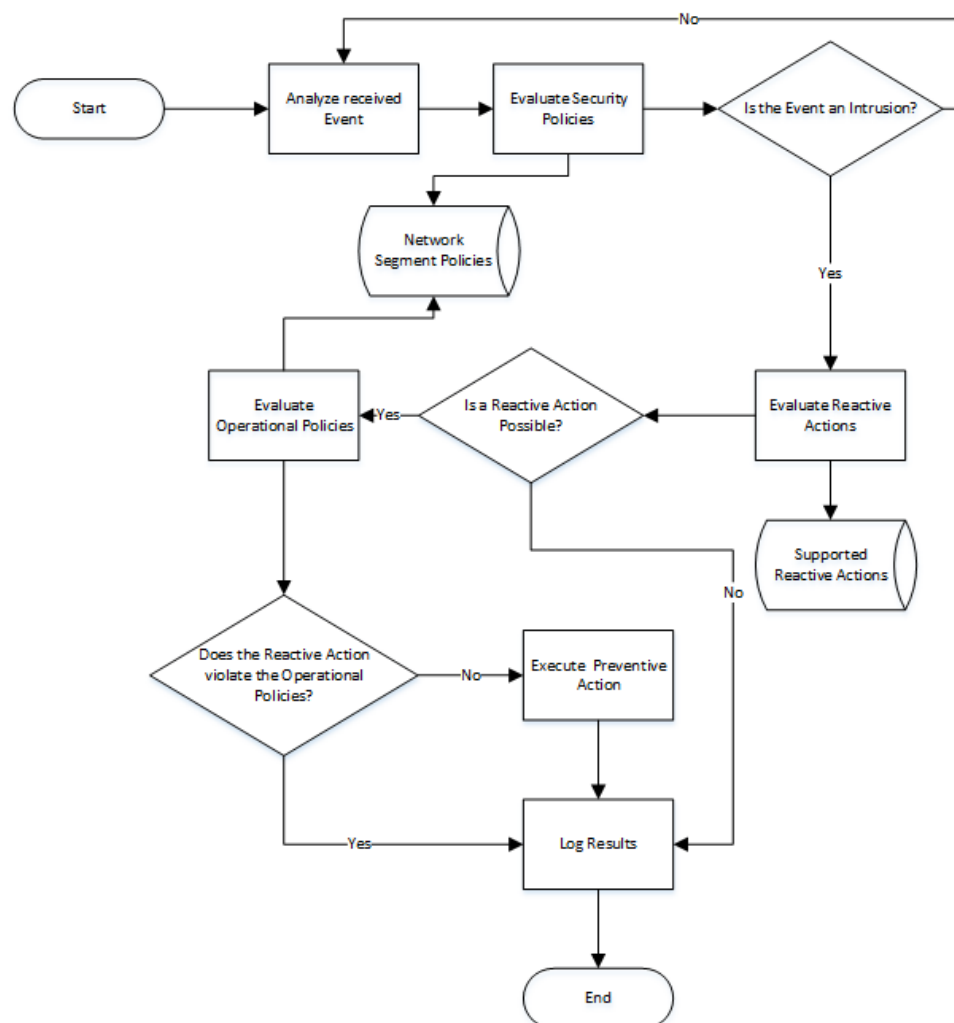 No
Start
Analyze received
Event
Evaluate Security
Policies
Is the Event an Intrusion?
Network
Segment Policies
Yes
Evaluate
Operational Policies
Yes
Is a Reactive Action
Possible?
Evaluate Reactive
Actions
Supported
Reactive Actions
No
Does the Reactive Action
violate the Operational
Policies?
No
Execute Preventive
Action
Yes
Log Results
End